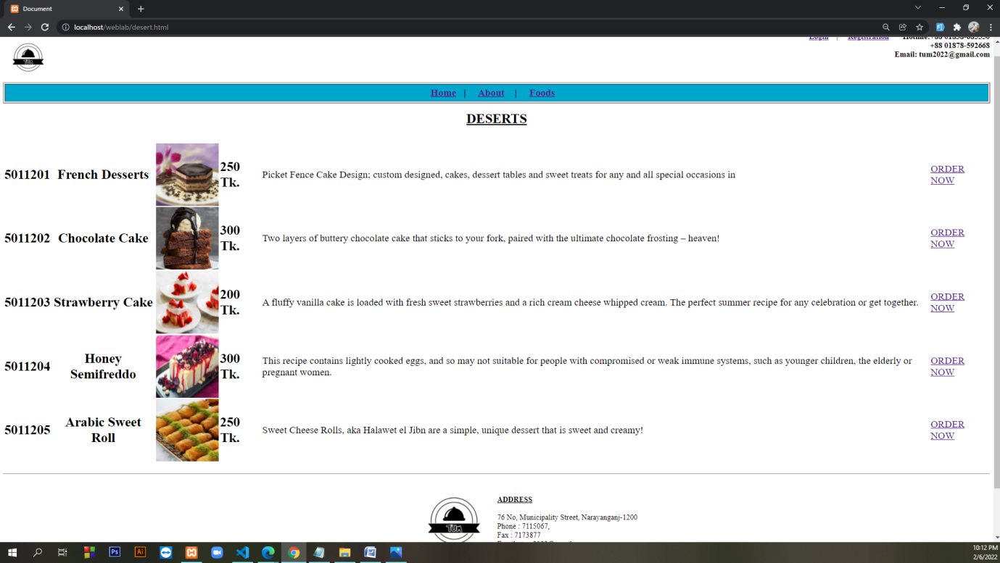 Document
localhost/weblab/desert.html
Login | Registration
+88 01878-592668
Email: tum2022@gmail.com
TUM
Home | About | Foods
DESERTS
5011201 French Desserts 250 Tk. Picket Fence Cake Design; custom designed, cakes, dessert tables and sweet treats for any and all special occasions in ORDER NOW
5011202 Chocolate Cake 300 Tk. Two layers of buttery chocolate cake that sticks to your fork, paired with the ultimate chocolate frosting – heaven! ORDER NOW
5011203 Strawberry Cake 200 Tk. A fluffy vanilla cake is loaded with fresh sweet strawberries and a rich cream cheese whipped cream. The perfect summer recipe for any celebration or get together. ORDER NOW
5011204 Honey Semifreddo 300 Tk. This recipe contains lightly cooked eggs, and so may not suitable for people with compromised or weak immune systems, such as younger children, the elderly or
pregnant women.
5011205 Arabic Sweet Roll 250 Tk. Sweet Cheese Rolls, aka Halawet el Jibn are a simple, unique dessert that is sweet and creamy! ORDER NOW
ORDER NOW
TUM
ADDRESS
76 No, Municipality Street, Narayanganj-1200
Phone : 7115067,
Fax : 7173877
Ps
Ai
10:12 PM
2/6/2022